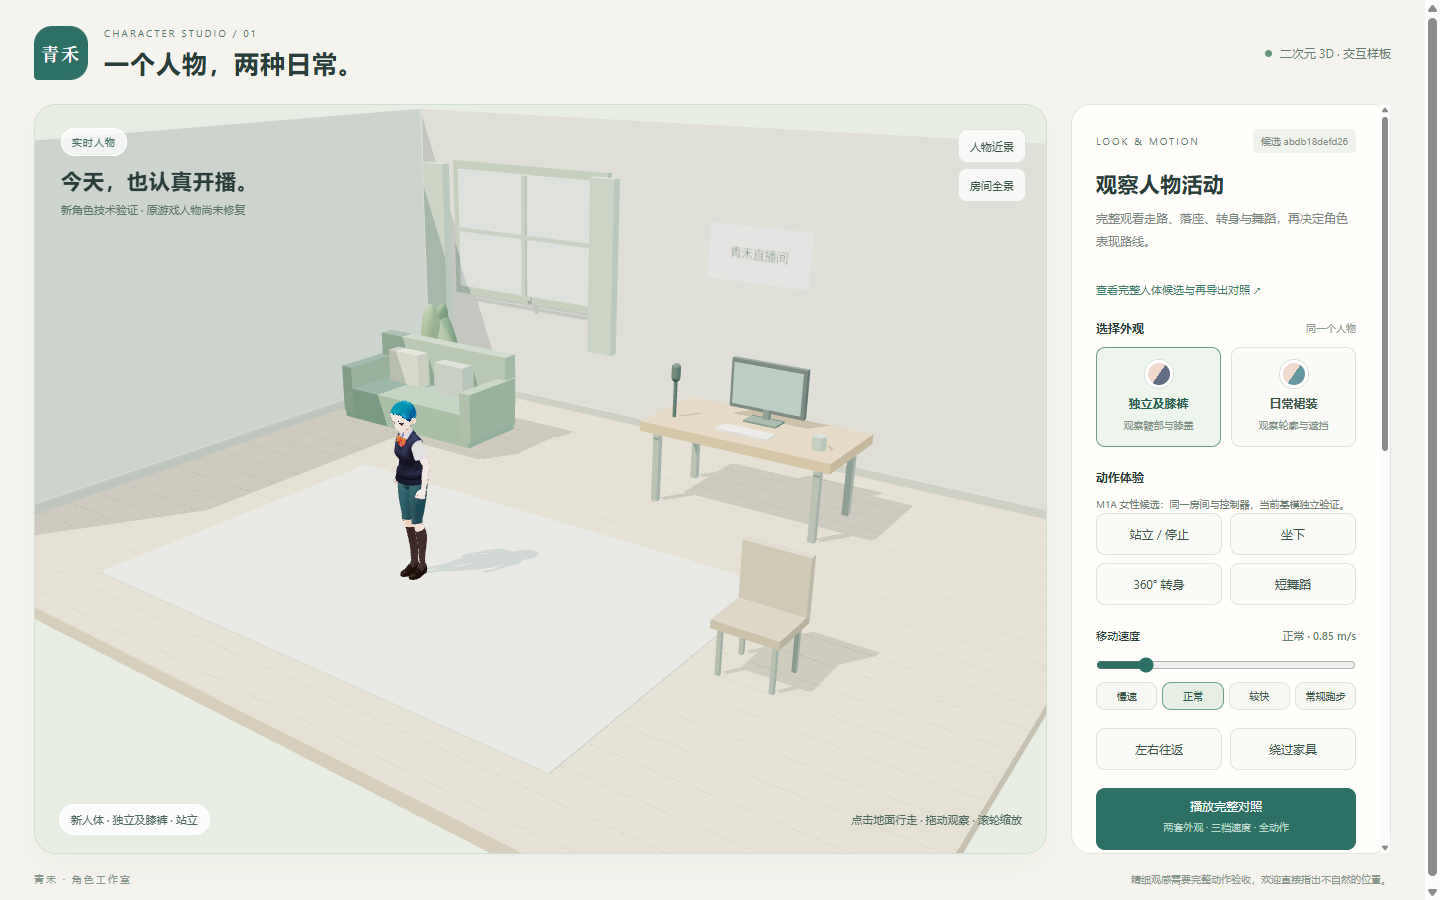 青禾
CHARACTER STUDIO / 01
一个人物，两种日常。
二次元 3D · 交互样板
实时人物
今天，也认真开播。
新角色技术验证 · 原游戏人物尚未修复
人物近景
房间全景
青禾直播间
新人体 · 独立及膝裤 · 站立
点击地面行走 · 拖动观察 · 滚轮缩放
LOOK & MOTION
候选 abdb18defd26
观察人物活动
完整观看走路、落座、转身与舞蹈，再决定角色
表现路线。
查看完整人体候选与再导出对照 ↗
选择外观
同一个人物
独立及膝裤
观察髋部与膝盖
日常裙装
观察轮廓与遮挡
动作体验
M1A 女性候选：同一房间与控制器，当前基模独立验证。
站立 / 停止
坐下
360° 转身
短舞蹈
移动速度
正常 · 0.85 m/s
慢速
正常
较快
常规跑步
左右往返
绕过家具
播放完整对照
两套外观 · 三档速度 · 全动作
青禾 · 角色工作室
精细观感需要完整动作验收，欢迎直接指出不自然的位置。